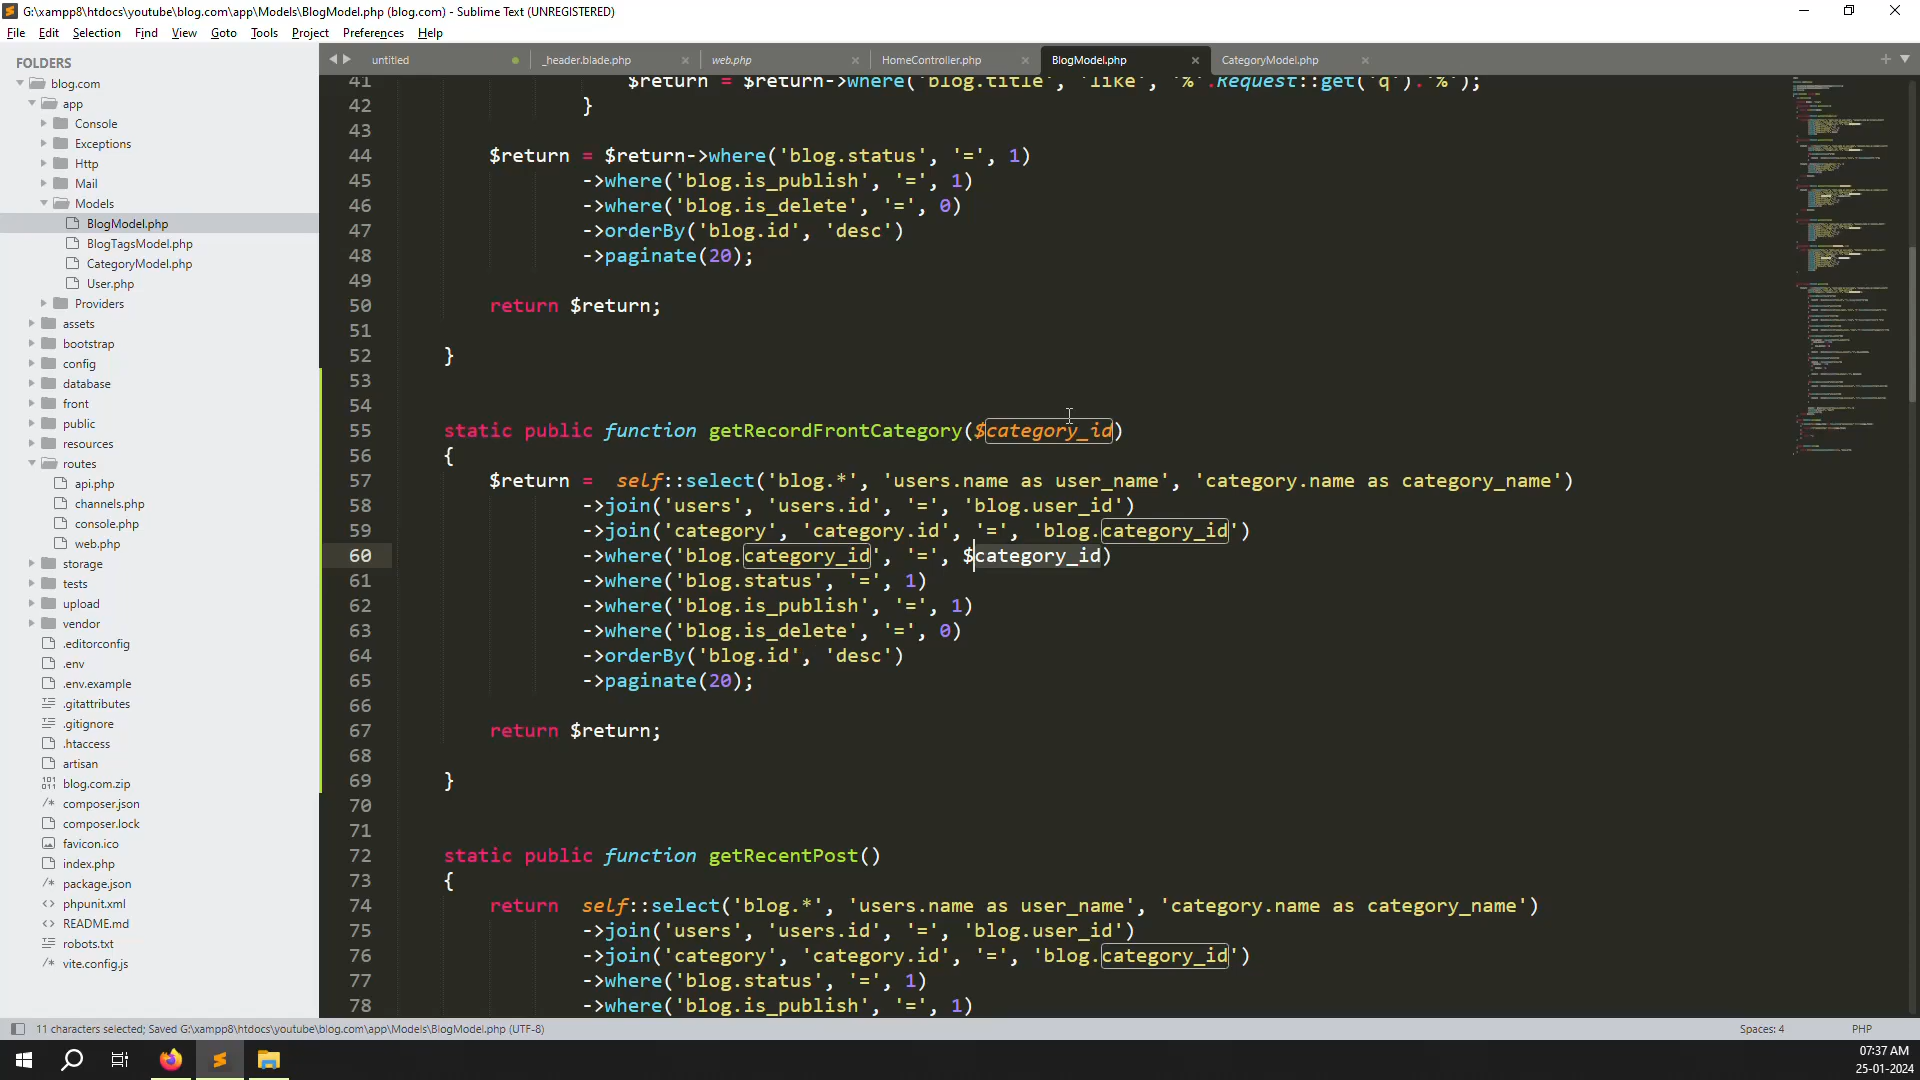 G:\xampp8\htdocs\youtube\blog.com\app\Models\BlogModel.php (blog.com) - Sublime Text (UNREGISTERED)
File Edit Selection Find View Goto Tools Project Preferences Help
FOLDERS
blog.com
app
Console
Exceptions
Http
Mail
Models
BlogModel.php
BlogTagsModel.php
CategoryModel.php
User.php
Providers
assets
bootstrap
config
database
front
public
resources
routes
api.php
channels.php
console.php
web.php
storage
tests
upload
vendor
.editorconfig
.env
.env.example
.gitattributes
.gitignore
.htaccess
artisan
blog.com.zip
composer.json
composer.lock
favicon.ico
index.php
package.json
phpunit.xml
README.md
robots.txt
vite.config.js
untitled _header.blade.php web.php HomeController.php BlogModel.php CategoryModel.php
41 $return = $return->where('blog.title', 'like', '%'.Request::get('q').'%');
42 }
43
44 $return = $return->where('blog.status', '=', 1)
45 ->where('blog.is_publish', '=', 1)
46 ->where('blog.is_delete', '=', 0)
47 ->orderBy('blog.id', 'desc')
48 ->paginate(20);
49
50 return $return;
51
52 }
53
54
55 static public function getRecordFrontCategory($category_id)
56 {
57 $return =  self::select('blog.*', 'users.name as user_name', 'category.name as category_name')
58 ->join('users', 'users.id', '=', 'blog.user_id')
59 ->join('category', 'category.id', '=', 'blog.category_id')
60 ->where('blog.category_id', '=', $category_id)
61 ->where('blog.status', '=', 1)
62 ->where('blog.is_publish', '=', 1)
63 ->where('blog.is_delete', '=', 0)
64 ->orderBy('blog.id', 'desc')
65 ->paginate(20);
66
67 return $return;
68
69 }
70
71
72 static public function getRecentPost()
73 {
74 return  self::select('blog.*', 'users.name as user_name', 'category.name as category_name')
75 ->join('users', 'users.id', '=', 'blog.user_id')
76 ->join('category', 'category.id', '=', 'blog.category_id')
77 ->where('blog.status', '=', 1)
78 ->where('blog.is_publish', '=', 1)
11 characters selected; Saved G:\xampp8\htdocs\youtube\blog.com\app\Models\BlogModel.php (UTF-8) Spaces: 4 PHP
07:37 AM
25-01-2024